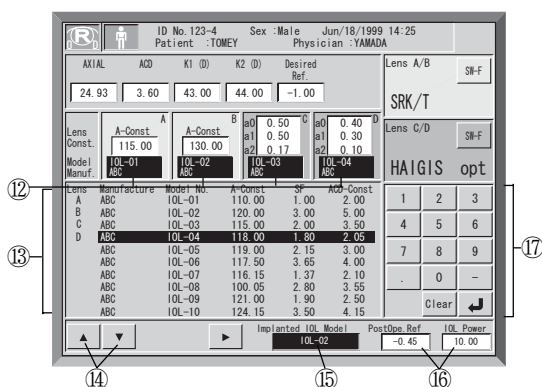 R D D ID No.123-4 Sex :Male Jun/18/1999 14:25
Patient :TOMEY Physician :YAMADA
AXIAL ACD K1 (D) K2 (D) Desired Ref.
24.93 3.60 43.00 44.00 −1.00
Lens A/B SW-F
SRK/T
Lens Const. A-Const A 115.00 A-Const B 130.00 a0 0.50 C a0 0.40 D
a1 0.50 a1 0.30
a2 0.17 a2 0.10
Model Manuf. IOL-01 ABC IOL-02 ABC IOL-03 ABC IOL-04 ABC
Lens C/D SW-F
HAIGIS opt
⑫
Lens Manufacture Model No. A-Const SF ACD-Const
A ABC IOL-01 110.00 1.00 2.00
B ABC IOL-02 120.00 3.00 5.00
C ABC IOL-03 115.00 2.00 3.50
D ABC IOL-04 118.00 1.80 2.05
ABC IOL-05 119.00 2.15 3.00
ABC IOL-06 117.50 3.65 4.00
ABC IOL-07 116.15 1.37 2.10
ABC IOL-08 100.05 2.80 3.55
ABC IOL-09 121.00 1.90 2.50
ABC IOL-10 124.15 3.50 4.15
⑬
1 2 3
4 5 6
7 8 9
. 0 −
Clear
⑰
Implanted IOL Model PostOpe.Ref IOL Power
IOL-02 −0.45 10.00
⑭ ⑮ ⑯